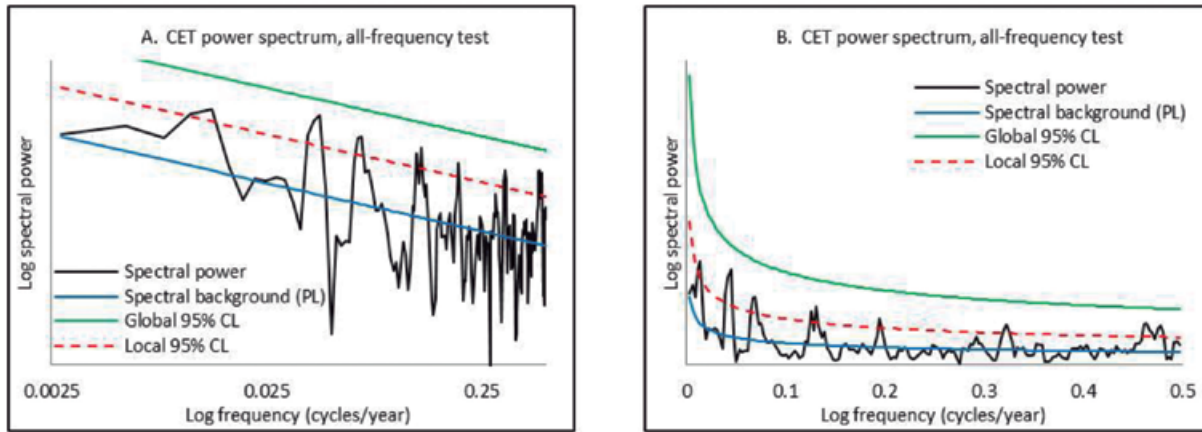 A. CET power spectrum, all-frequency test
Log spectral power
Spectral power
Spectral background (PL)
Global 95% CL
Local 95% CL
0.0025
0.025
0.25
Log frequency (cycles/year)
B. CET power spectrum, all-frequency test
Log spectral power
Spectral power
Spectral background (PL)
Global 95% CL
Local 95% CL
0
0.1
0.2
0.3
0.4
0.5
Log frequency (cycles/year)